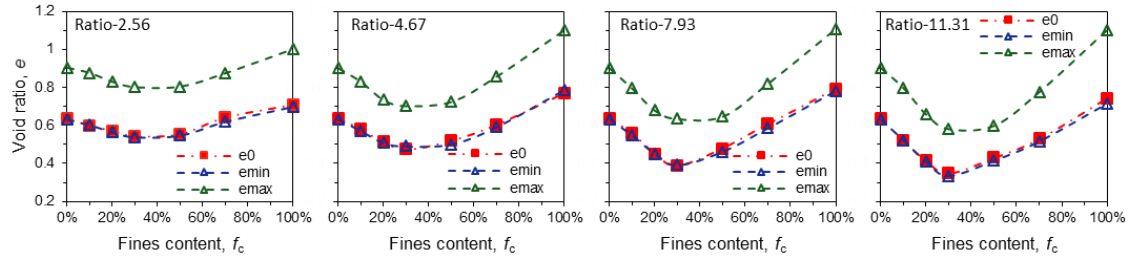 Ratio-2.56
Ratio-4.67
Ratio-7.93
Ratio-11.31
Void ratio, e
1.2
1
0.8
0.6
0.4
0.2
e0
emin
emax
e0
emin
emax
e0
emin
emax
e0
emin
emax
0% 20% 40% 60% 80% 100%
0% 20% 40% 60% 80% 100%
0% 20% 40% 60% 80% 100%
0% 20% 40% 60% 80% 100%
Fines content, fc
Fines content, fc
Fines content, fc
Fines content, fc